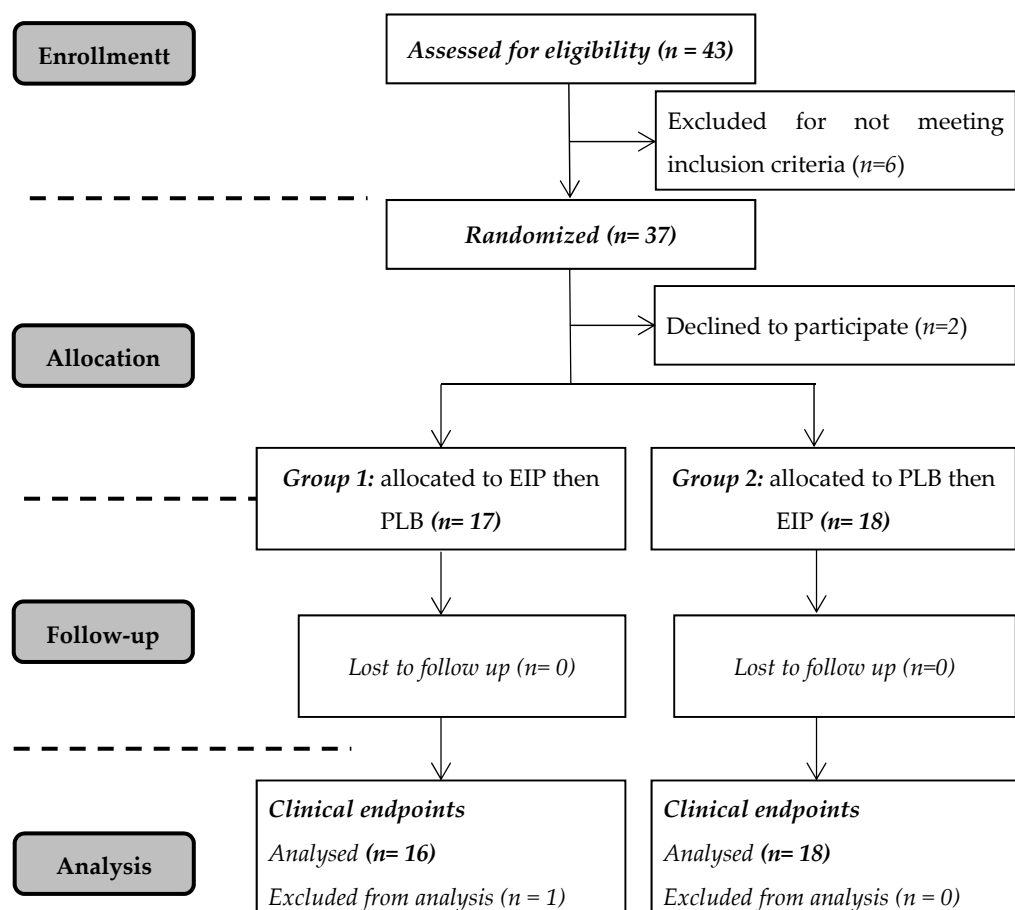 Enrollmentt
Assessed for eligibility (n = 43)
Excluded for not meeting
inclusion criteria (n=6)
Randomized (n= 37)
Declined to participate (n=2)
Allocation
Group 1: allocated to EIP then
PLB (n= 17)
Group 2: allocated to PLB then
EIP (n= 18)
Follow-up
Lost to follow up (n= 0)
Lost to follow up (n=0)
Analysis
Clinical endpoints
Analysed (n= 16)
Excluded from analysis (n = 1)
Clinical endpoints
Analysed (n= 18)
Excluded from analysis (n = 0)